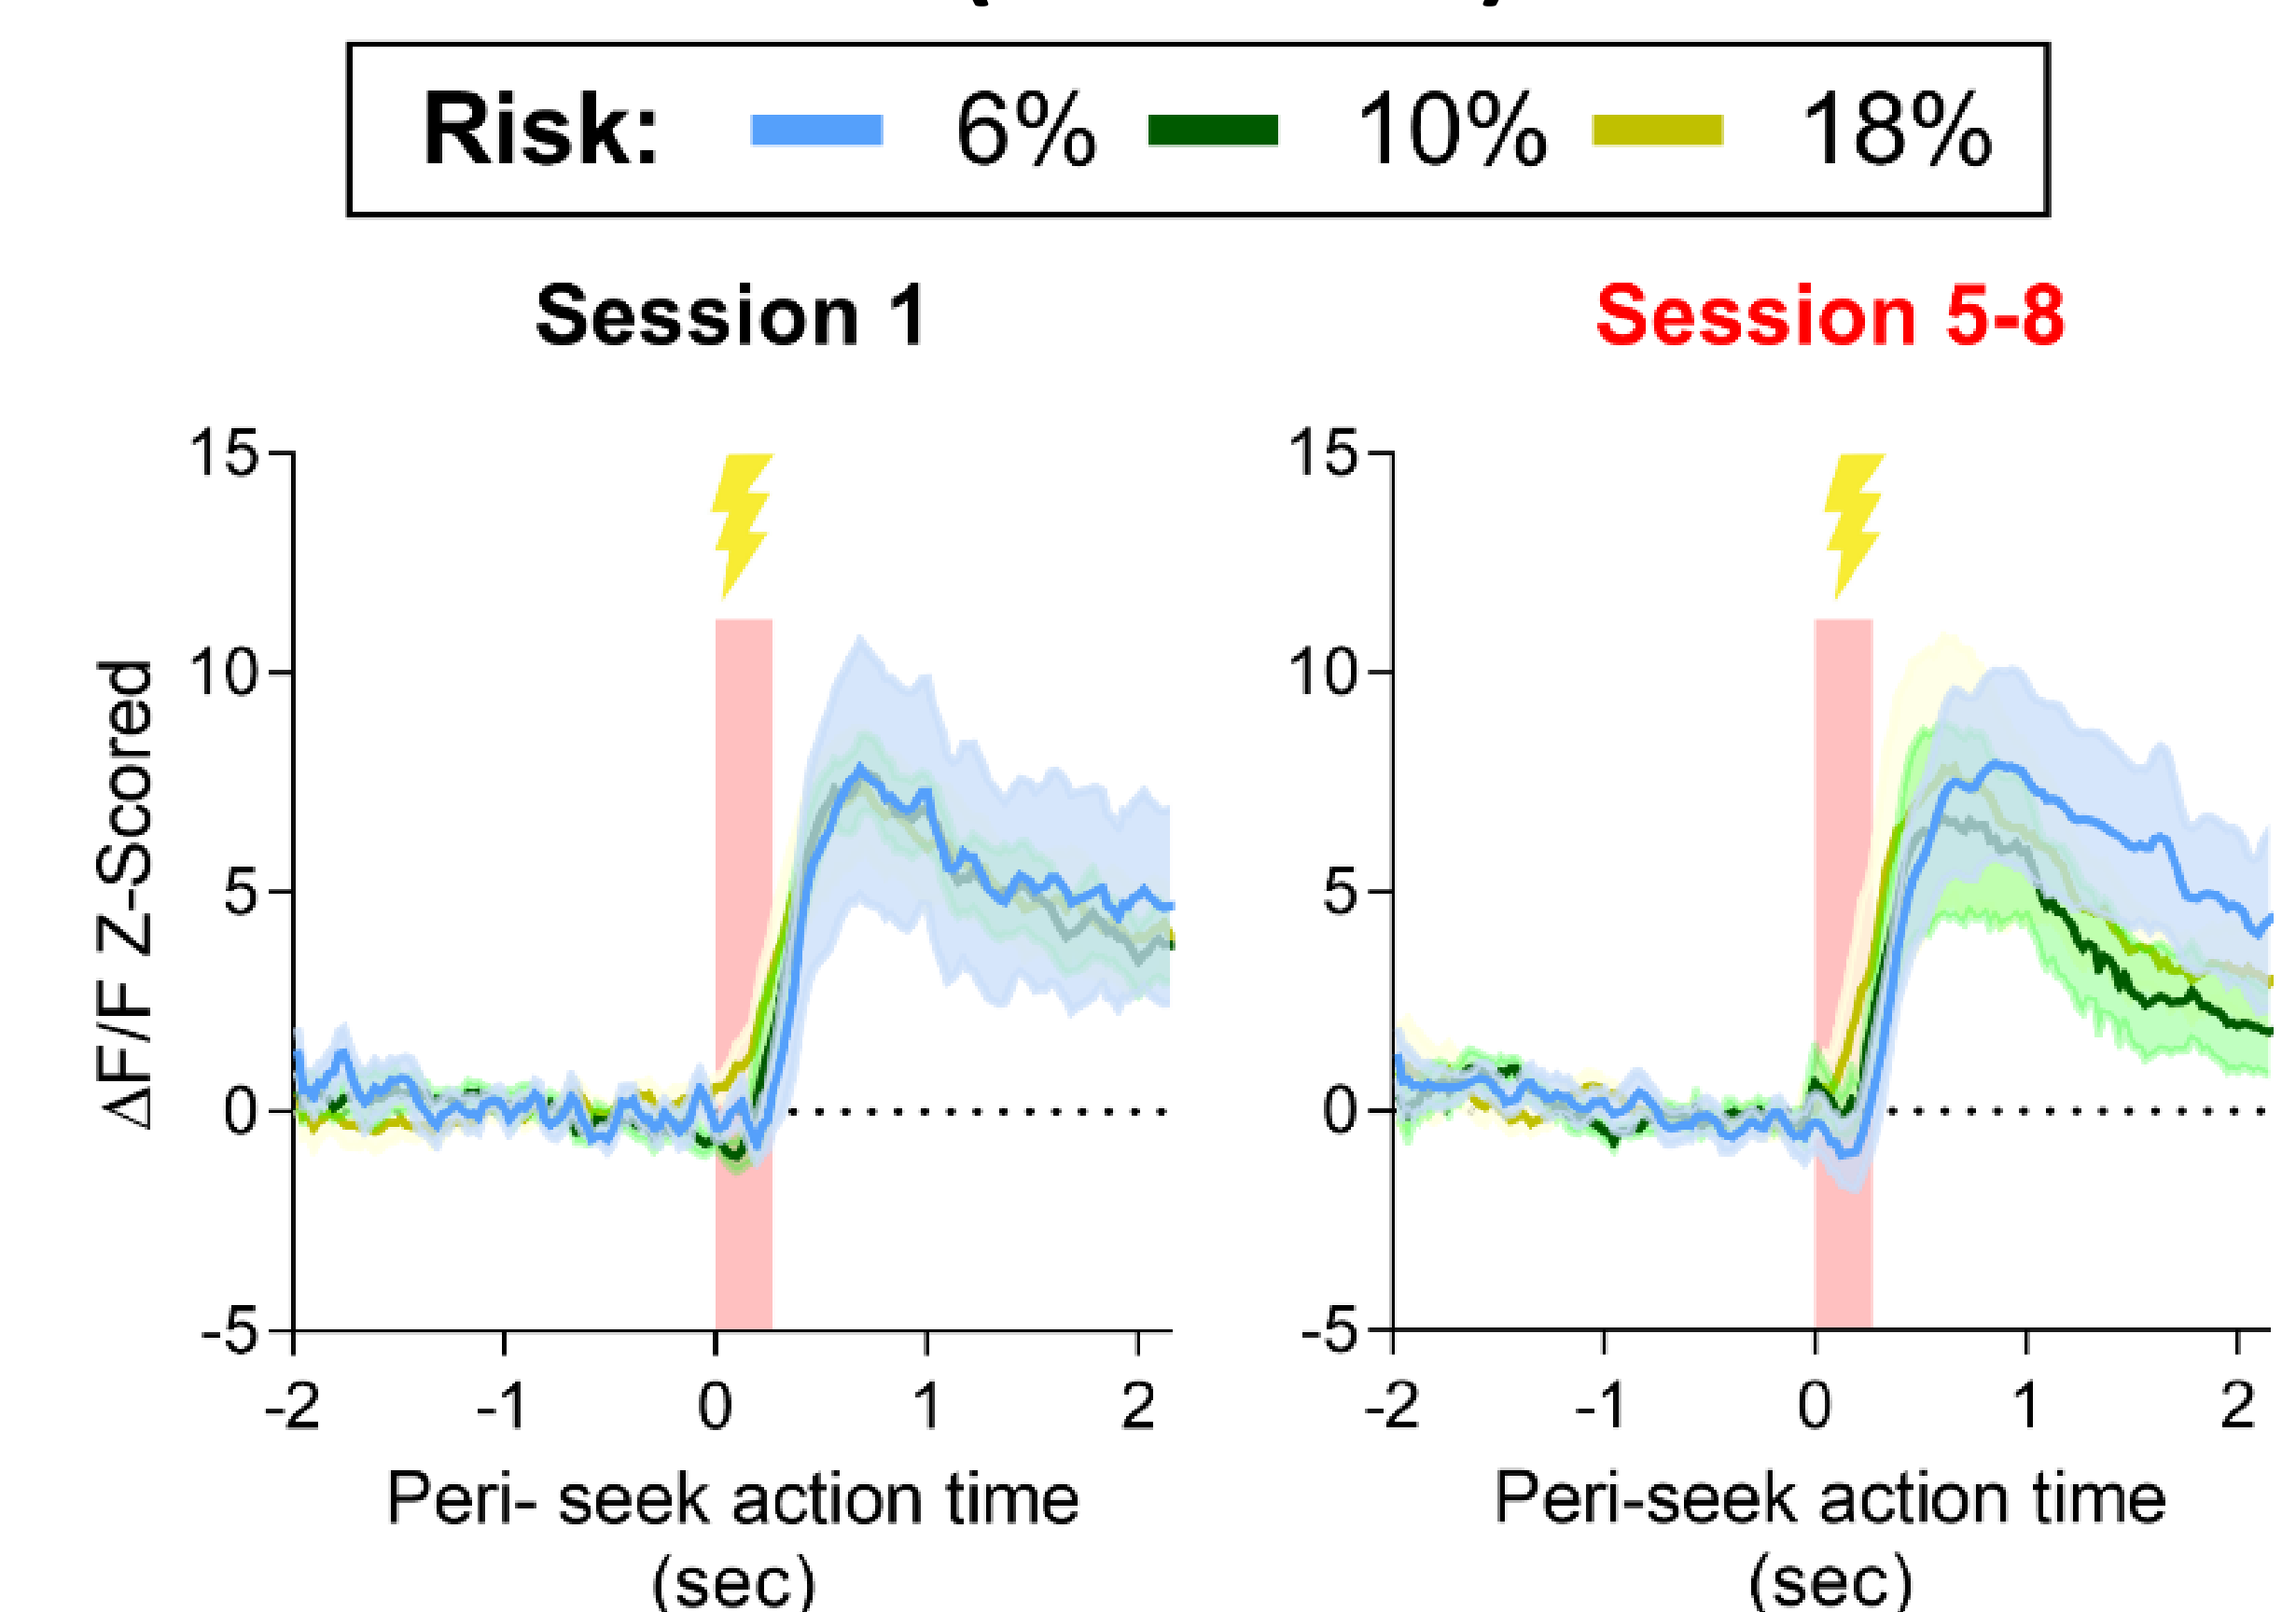 Risk: 6% 10% 18%
Session 1
Session 5-8
ΔF/F Z-Scored
15
10
5
0
-5
-2 -1 0 1 2
Peri- seek action time
(sec)
15
10
5
0
-5
-2 -1 0 1 2
Peri-seek action time
(sec)